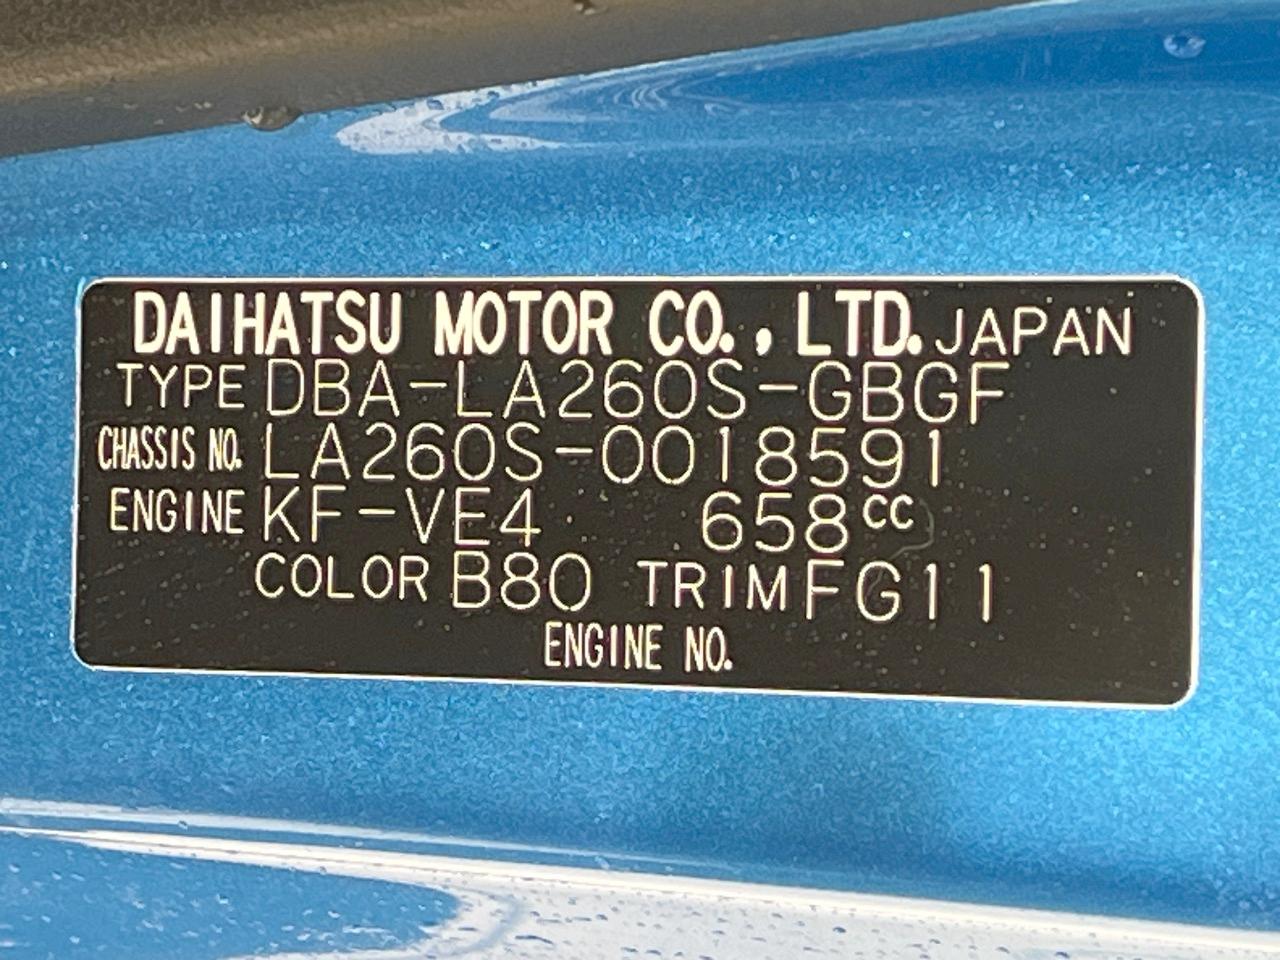 DAIHATSU MOTOR CO., LTD. JAPAN
TYPE DBA-LA260S-GBGF
CHASSIS NO. LA260S-0018591
ENGINE KF-VE4 658cc
COLOR B80 TRIM FG11
ENGINE NO.